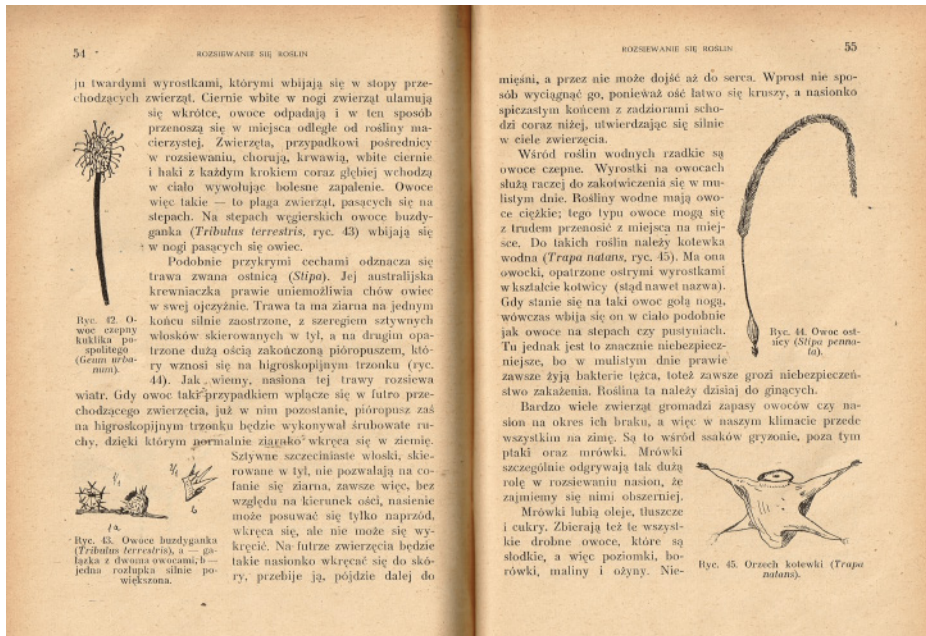 54
ROZSIEWANIE SIĘ ROŚLIN
ju twardymi wyrostkami, którymi wbijają się w stopy prze-
chodzących zwierząt. Ciernie wbite w nogi zwierząt ułamują
się wkrótce, owoce odpadają i w ten sposób
przenoszą się w miejsca odległe od rośliny ma-
cierzystej. Zwierzęta, przypadkowi pośrednicy
w rozsiewaniu, chorują, krwawią, wbite ciernie
i haki z każdym krokiem coraz głębiej wchodzą
w ciało wywołując bolesne zapalenie. Owoce
więc takie — to plaga zwierząt, pasących się na
stepach. Na stepach węgierskich owoce buzdy-
ganka (Tribulus terrestris, ryc. 43) wbijają się
w nogi pasących się owiec.
Podobnie przykrymi cechami odznacza się
trawa zwana ostnicą (Stipa). Jej australijska
krewniaczka prawie uniemożliwia chów owiec
w swej ojczyźnie. Trawa ta ma ziarna na jednym
końcu silnie zaostrzone, z szeregiem sztywnych
włosków skierowanych w tył, a na drugim opa-
trzone dużą ością zakończoną pióropuszem, któ-
ry wznosi się na higroskopijnym trzonku (ryc.
44). Jak wiemy, nasiona tej trawy rozsiewa
wiatr. Gdy owoc taki przypadkiem wplącze się w futro prze-
chodzącego zwierzęcia, już w nim pozostanie, pióropusz zaś
na higroskopijnym trzonku będzie wykonywał śrubowate ru-
chy, dzięki którym normalnie ziarnko wkręca się w ziemię.
Sztywne szczeciniaste włoski, skie-
rowane w tył, nie pozwalają na co-
fanie się ziarna, zawsze więc, bez
względu na kierunek ości, nasienie
może posuwać się tylko naprzód,
wkręca się, ale nie może się wy-
kręcić. Na futrze zwierzęcia będzie
takie nasionko wkręcać się do skó-
ry, przebije ją, pójdzie dalej do
Ryc. 42. O-
woc czepny
kuklika po-
spolitego
(Geum urba-
num).
1/1
1a
3/1
b
Ryc. 43. Owoce buzdyganka
(Tribulus terrestris), a — ga-
łązka z dwoma owocami, b —
jedna rozłupka silnie po-
większona.
ROZSIEWANIE SIĘ ROŚLIN
55
mięśni, a przez nie może dojść aż do serca. Wprost nie spo-
sób wyciągnąć go, ponieważ ość łatwo się kruszy, a nasionko
spiczastym końcem z zadziorami scho-
dzi coraz niżej, utwierdzając się silnie
w ciele zwierzęcia.
Wśród roślin wodnych rzadkie są
owoce czepne. Wyrostki na owocach
służą raczej do zakotwiczenia się w mu-
listym dnie. Rośliny wodne mają owo-
ce ciężkie; tego typu owoce mogą się
z trudem przenosić z miejsca na miej-
sce. Do takich roślin należy kotewka
wodna (Trapa natans, ryc. 45). Ma ona
owocki, opatrzone ostrymi wyrostkami
w kształcie kotwicy (stąd nawet nazwa).
Gdy stanie się na taki owoc gołą nogą,
wówczas wbija się on w ciało podobnie
jak owoce na stepach czy pustyniach.
Tu jednak jest to znacznie niebezpiecz-
niejsze, bo w mulistym dnie prawie
zawsze żyją bakterie tężca, toteż zawsze grozi niebezpieczeń-
stwo zakażenia. Roślina ta należy dzisiaj do ginących.
Bardzo wiele zwierząt gromadzi zapasy owoców czy na-
sion na okres ich braku, a więc w naszym klimacie przede
wszystkim na zimę. Są to wśród ssaków gryzonie, poza tym
ptaki oraz mrówki. Mrówki
szczególnie odgrywają tak dużą
rolę w rozsiewaniu nasion, że
zajmiemy się nimi obszerniej.
Mrówki lubią oleje, tłuszcze
i cukry. Zbierają też te wszyst-
kie drobne owoce, które są
słodkie, a więc poziomki, bo-
rówki, maliny i ożyny. Nie-
Ryc. 44. Owoc ost-
nicy (Stipa penna-
ta).
Ryc. 45. Orzech kotewki (Trapa
natans).